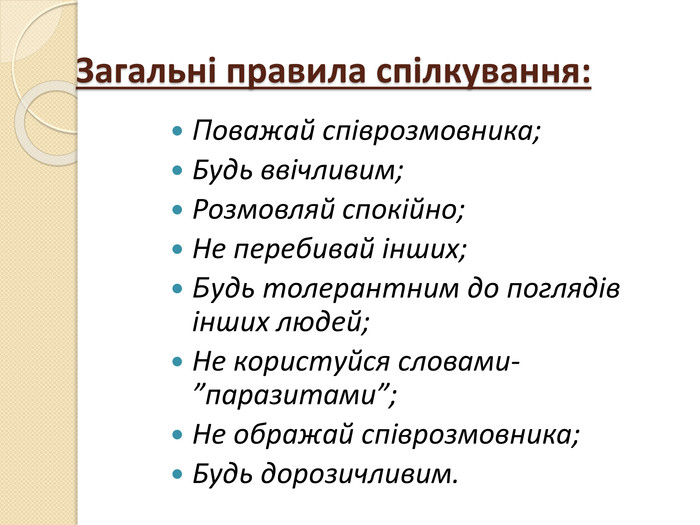 Загальні правила спілкування:
Поважай співрозмовника;
Будь ввічливим;
Розмовляй спокійно;
Не перебивай інших;
Будь толерантним до поглядів
інших людей;
Не користуйся словами-
”паразитами”;
Не ображай співрозмовника;
Будь дорозичливим.